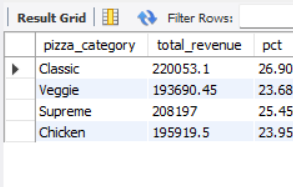 Result Grid Filter Rows:
pizza_category total_revenue pct
Classic 220053.1 26.90
Veggie 193690.45 23.68
Supreme 208197 25.45
Chicken 195919.5 23.95